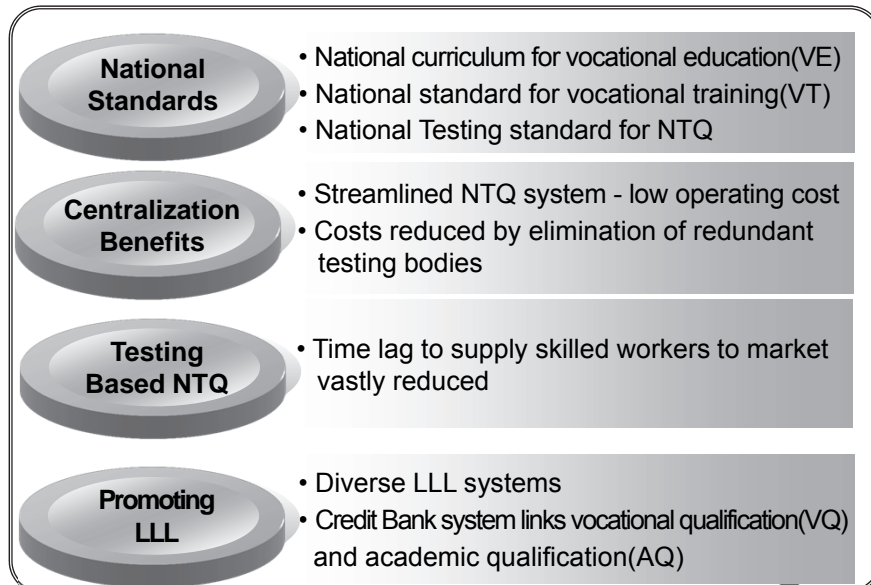 National
Standards
• National curriculum for vocational education(VE)
• National standard for vocational training(VT)
• National Testing standard for NTQ
Centralization
Benefits
• Streamlined NTQ system - low operating cost
• Costs reduced by elimination of redundant
testing bodies
Testing
Based NTQ
• Time lag to supply skilled workers to market
vastly reduced
Promoting
LLL
• Diverse LLL systems
• Credit Bank system links vocational qualification(VQ)
and academic qualification(AQ)